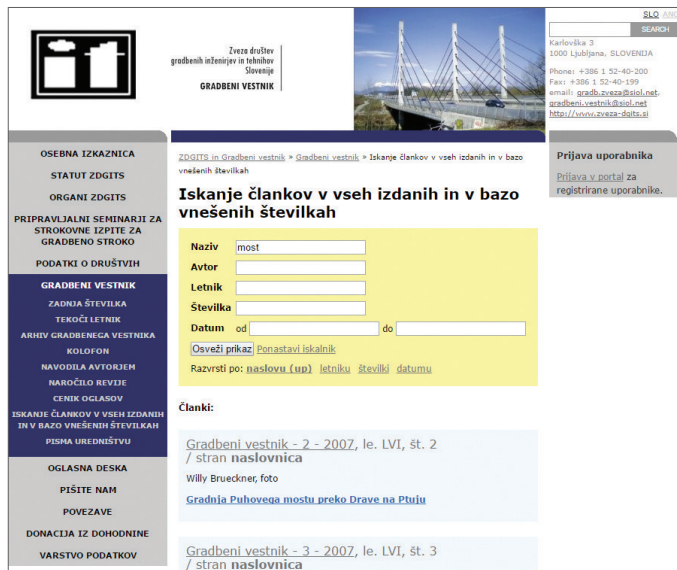 SLO ANG
SEARCH
Zveza društev
gradbenih inženirjev in tehnikov
Slovenije
GRADBENI VESTNIK
Karlovška 3
1000 Ljubljana, SLOVENIJA
Phone: +386 1 52-40-200
Fax: +386 1 52-40-199
email: gradb.zveza@siol.net,
gradbeni.vestnik@siol.net
http://www.zveza-dgits.si
OSEBNA IZKAZNICA
STATUT ZDGITS
ORGANI ZDGITS
PRIPRAVLJALNI SEMINARJI ZA
STROKOVNE IZPITE ZA
GRADBENO STROKO
PODATKI O DRUŠTVIH
GRADBENI VESTNIK
ZADNJA ŠTEVILKA
TEKOČI LETNIK
ARHIV GRADBENEGA VESTNIKA
KOLOFON
NAVODILA AVTORJEM
NAROČILO REVIJE
CENIK OGLASOV
ISKANJE ČLANKOV V VSEH IZDANIH
IN V BAZO VNEŠENIH ŠTEVILKAH
PISMA UREDNIŠTVU
OGLASNA DESKA
PIŠITE NAM
POVEZAVE
DONACIJA IZ DOHODNINE
VARSTVO PODATKOV
ZDGITS in Gradbeni vestnik » Gradbeni vestnik » Iskanje člankov v vseh izdanih in v bazo
vnešenih številkah
Iskanje člankov v vseh izdanih in v bazo
vnešenih številkah
Naziv most
Avtor
Letnik
Številka
Datum od do
Osveži prikaz Ponastavi iskalnik
Razvrsti po: naslovu (up) letniku številki datumu
Članki:
Gradbeni vestnik - 2 - 2007, le. LVI, št. 2
/ stran naslovnica
Willy Brueckner, foto
Gradnja Puhovega mostu preko Drave na Ptuju
Gradbeni vestnik - 3 - 2007, le. LVI, št. 3
/ stran naslovnica
Prijava uporabnika
Prijava v portal za
registrirane uporabnike.